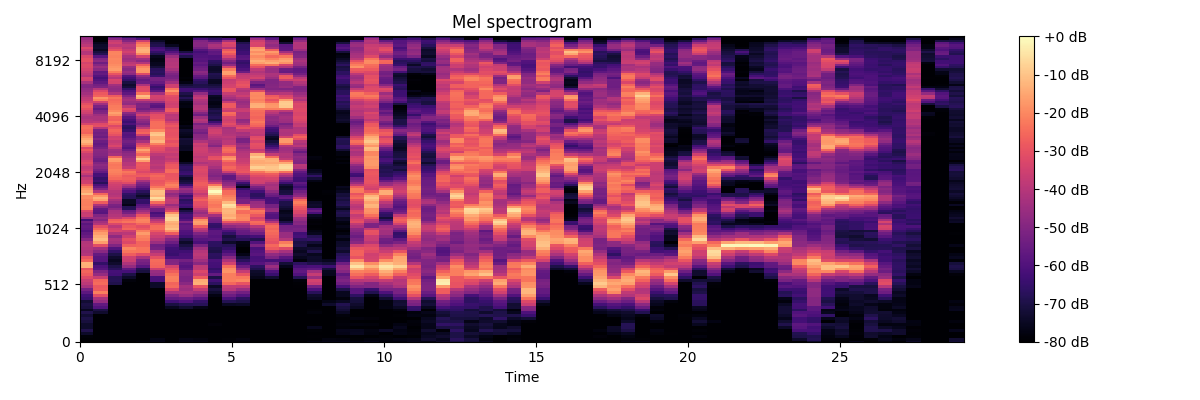 Mel spectrogram
8192
4096
2048
1024
512
0
Hz
0
5
10
15
20
25
Time
+0 dB
-10 dB
-20 dB
-30 dB
-40 dB
-50 dB
-60 dB
-70 dB
-80 dB